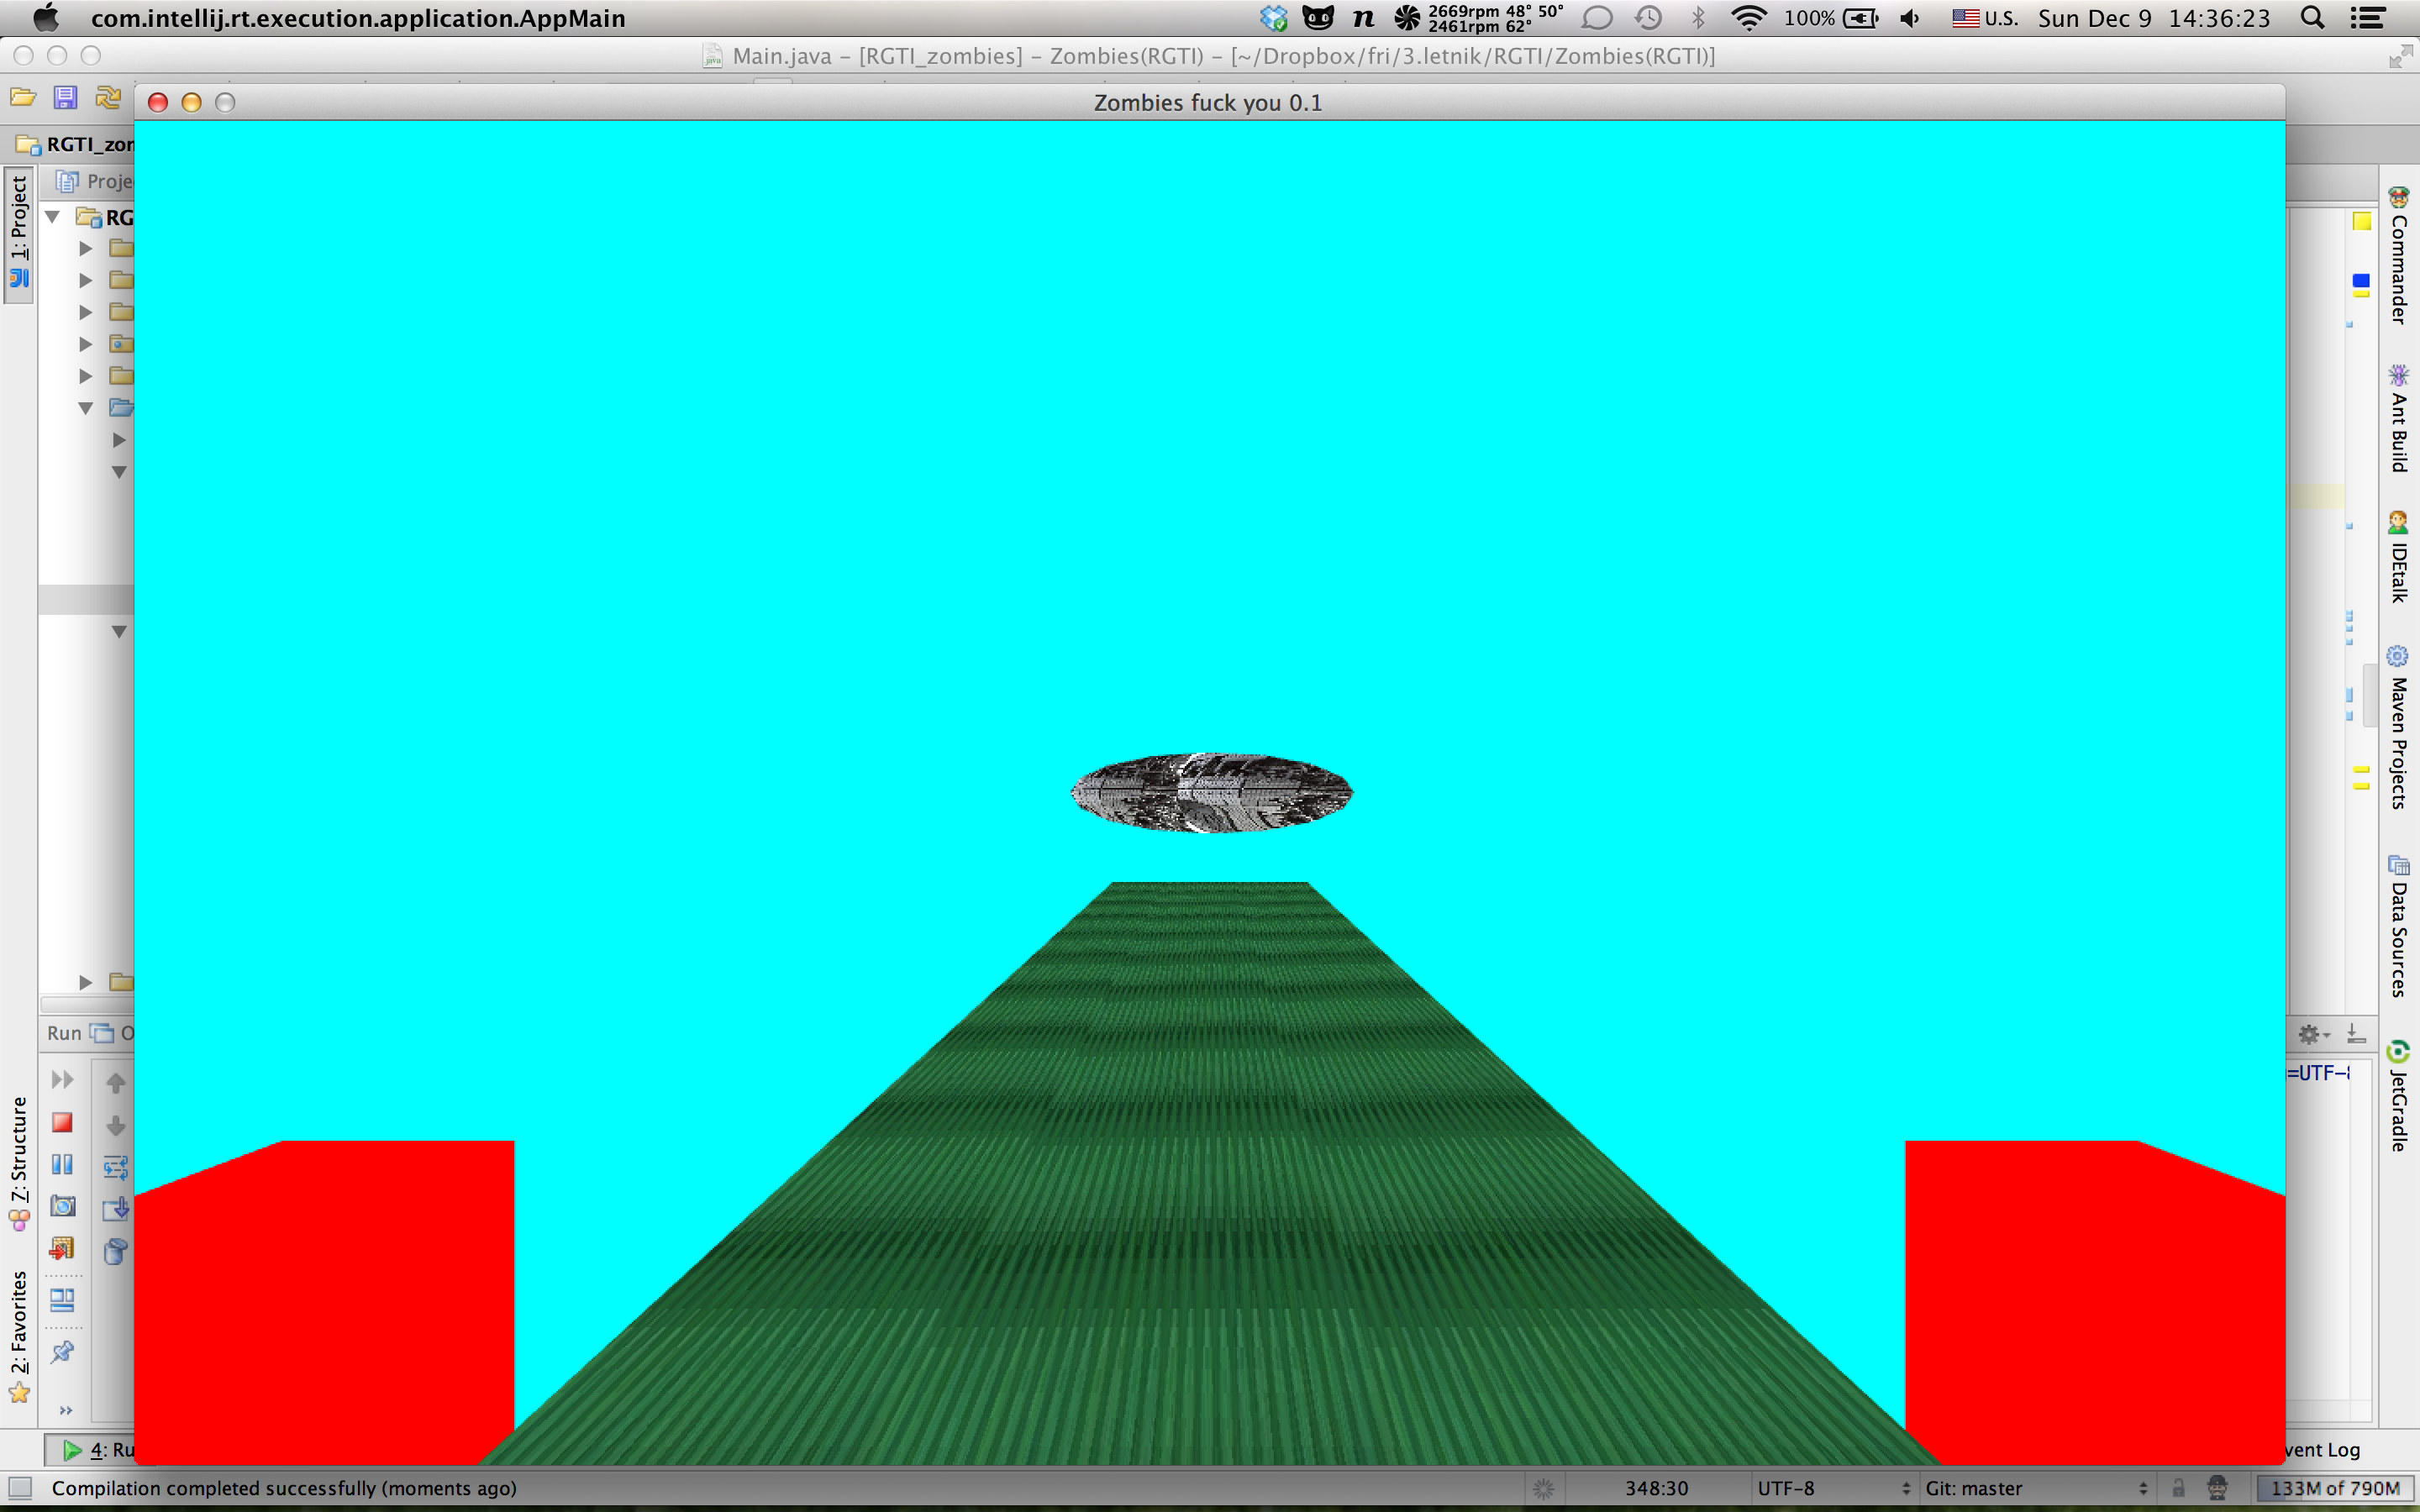 com.intellij.rt.execution.application.AppMain
n 2669rpm 48° 50° 2461rpm 62° 100% U.S. Sun Dec 9 14:36:23
Main.java – [RGTI_zombies] – Zombies(RGTI) – [~/Dropbox/fri/3.letnik/RGTI/Zombies(RGTI)]
Zombies fuck you 0.1
RGTI_zom
1: Project
Proje
RG
Commander
Ant Build
IDEtalk
Maven Projects
Data Sources
JetGradle
Run O
=UTF-8
7: Structure
2: Favorites
4: Ru
vent Log
Compilation completed successfully (moments ago)
348:30 UTF-8 Git: master 133M of 790M